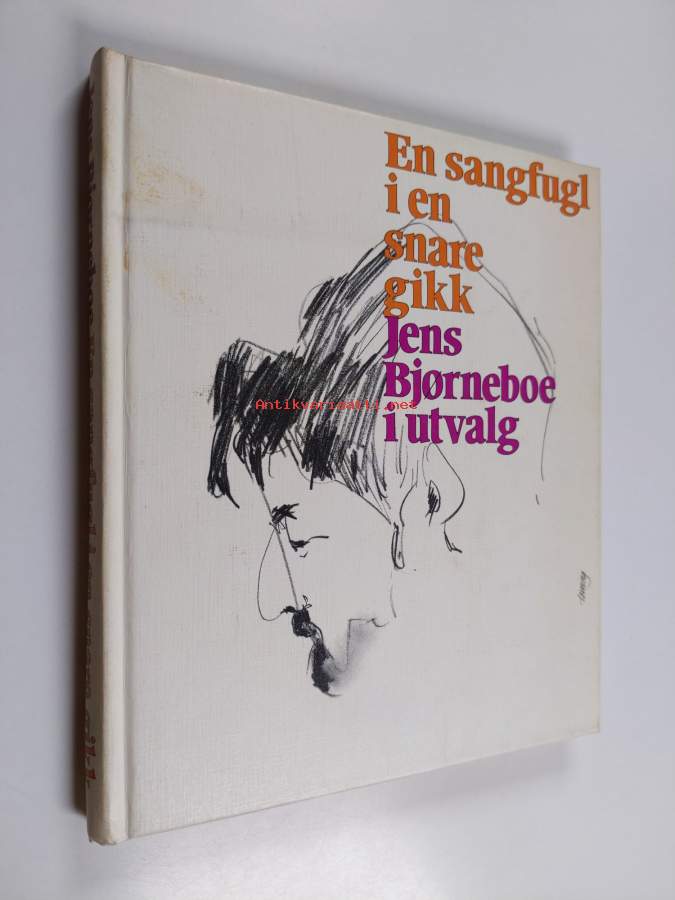 En sangfugl
i en
snare
gikk
Jens
Bjørneboe
i utvalg
Antikvariaatti.net